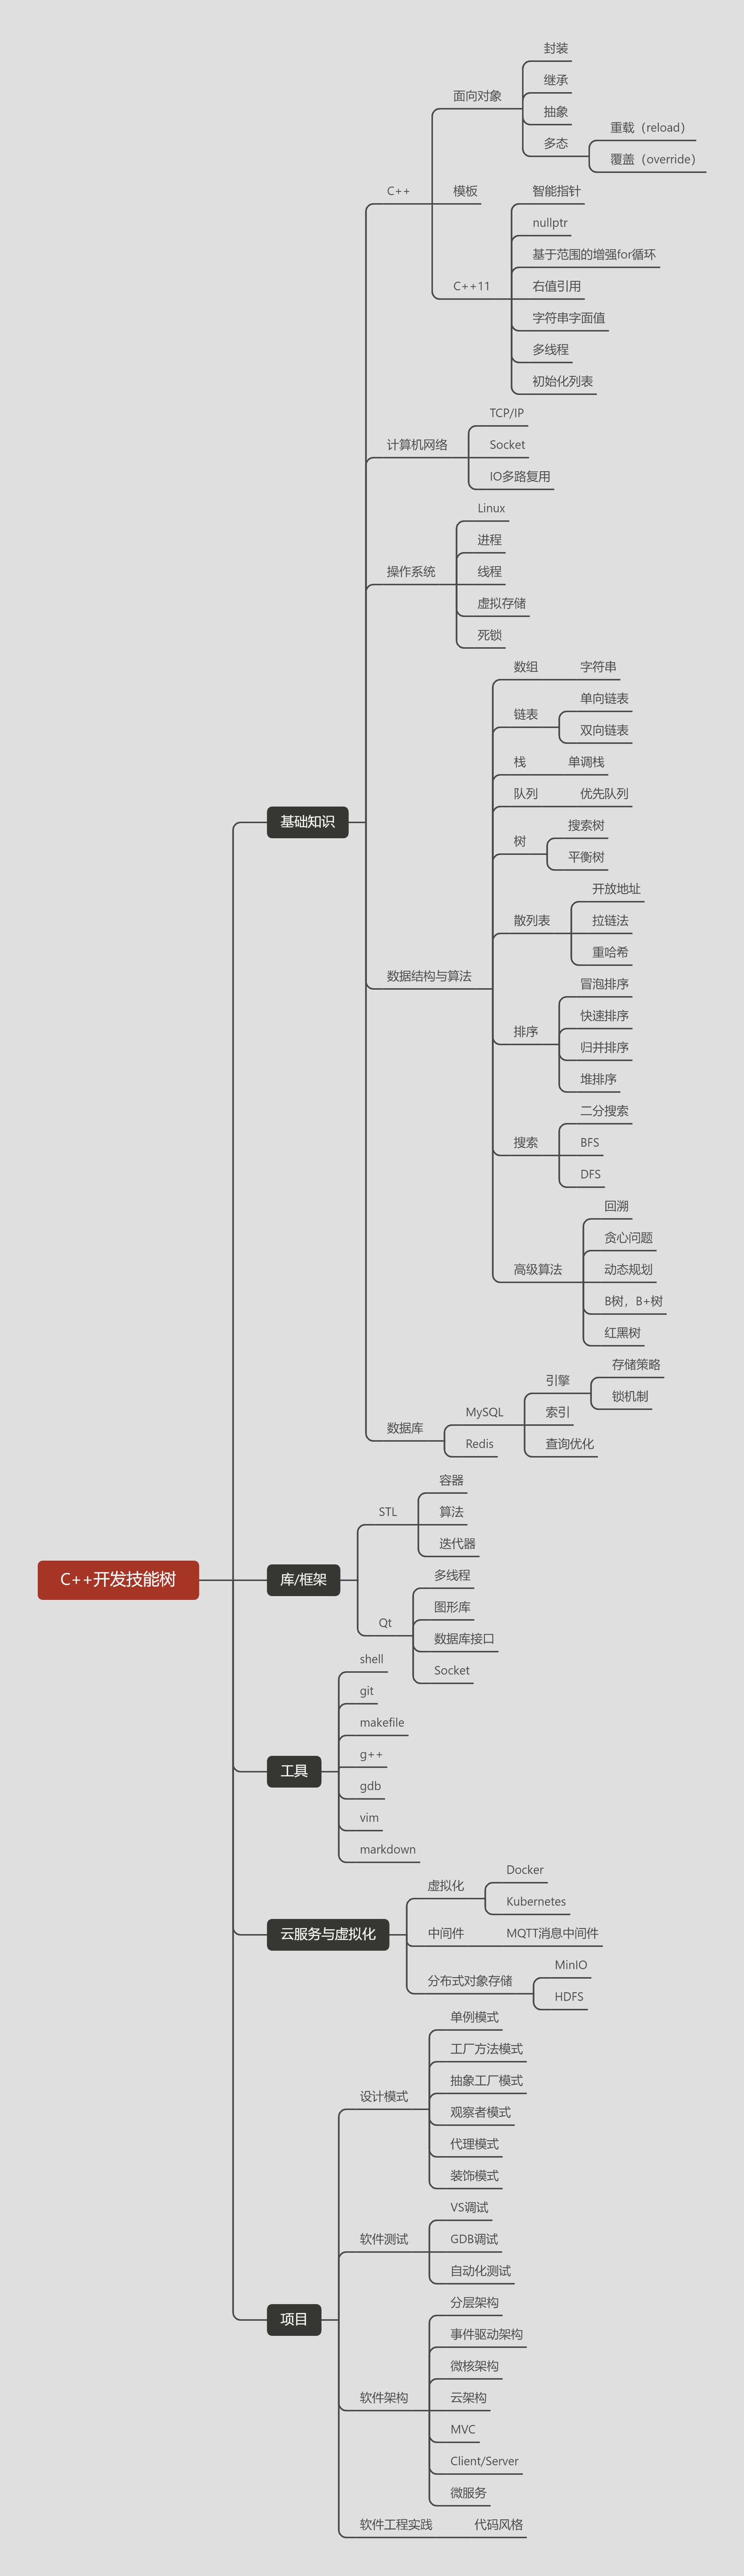 C++开发技能树
基础知识
C++
面向对象
封装
继承
抽象
多态
重载（reload）
覆盖（override）
模板
C++11
智能指针
nullptr
基于范围的增强for循环
右值引用
字符串字面值
多线程
初始化列表
计算机网络
TCP/IP
Socket
IO多路复用
操作系统
Linux
进程
线程
虚拟存储
死锁
数据结构与算法
数组
字符串
链表
单向链表
双向链表
栈
单调栈
队列
优先队列
树
搜索树
平衡树
散列表
开放地址
拉链法
重哈希
排序
冒泡排序
快速排序
归并排序
堆排序
搜索
二分搜索
BFS
DFS
高级算法
回溯
贪心问题
动态规划
B树，B+树
红黑树
数据库
MySQL
引擎
存储策略
锁机制
索引
查询优化
Redis
库/框架
STL
容器
算法
迭代器
Qt
多线程
图形库
数据库接口
Socket
工具
shell
git
makefile
g++
gdb
vim
markdown
云服务与虚拟化
虚拟化
Docker
Kubernetes
中间件
MQTT消息中间件
分布式对象存储
MinIO
HDFS
项目
设计模式
单例模式
工厂方法模式
抽象工厂模式
观察者模式
代理模式
装饰模式
软件测试
VS调试
GDB调试
自动化测试
软件架构
分层架构
事件驱动架构
微核架构
云架构
MVC
Client/Server
微服务
软件工程实践
代码风格